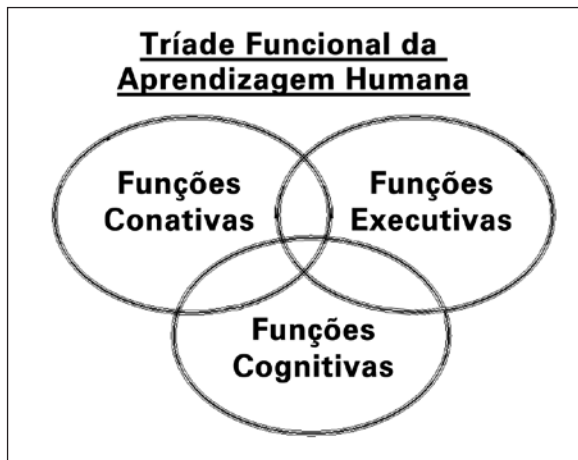 Tríade Funcional da
Aprendizagem Humana
Funções
Conativas
Funções
Executivas
Funções
Cognitivas